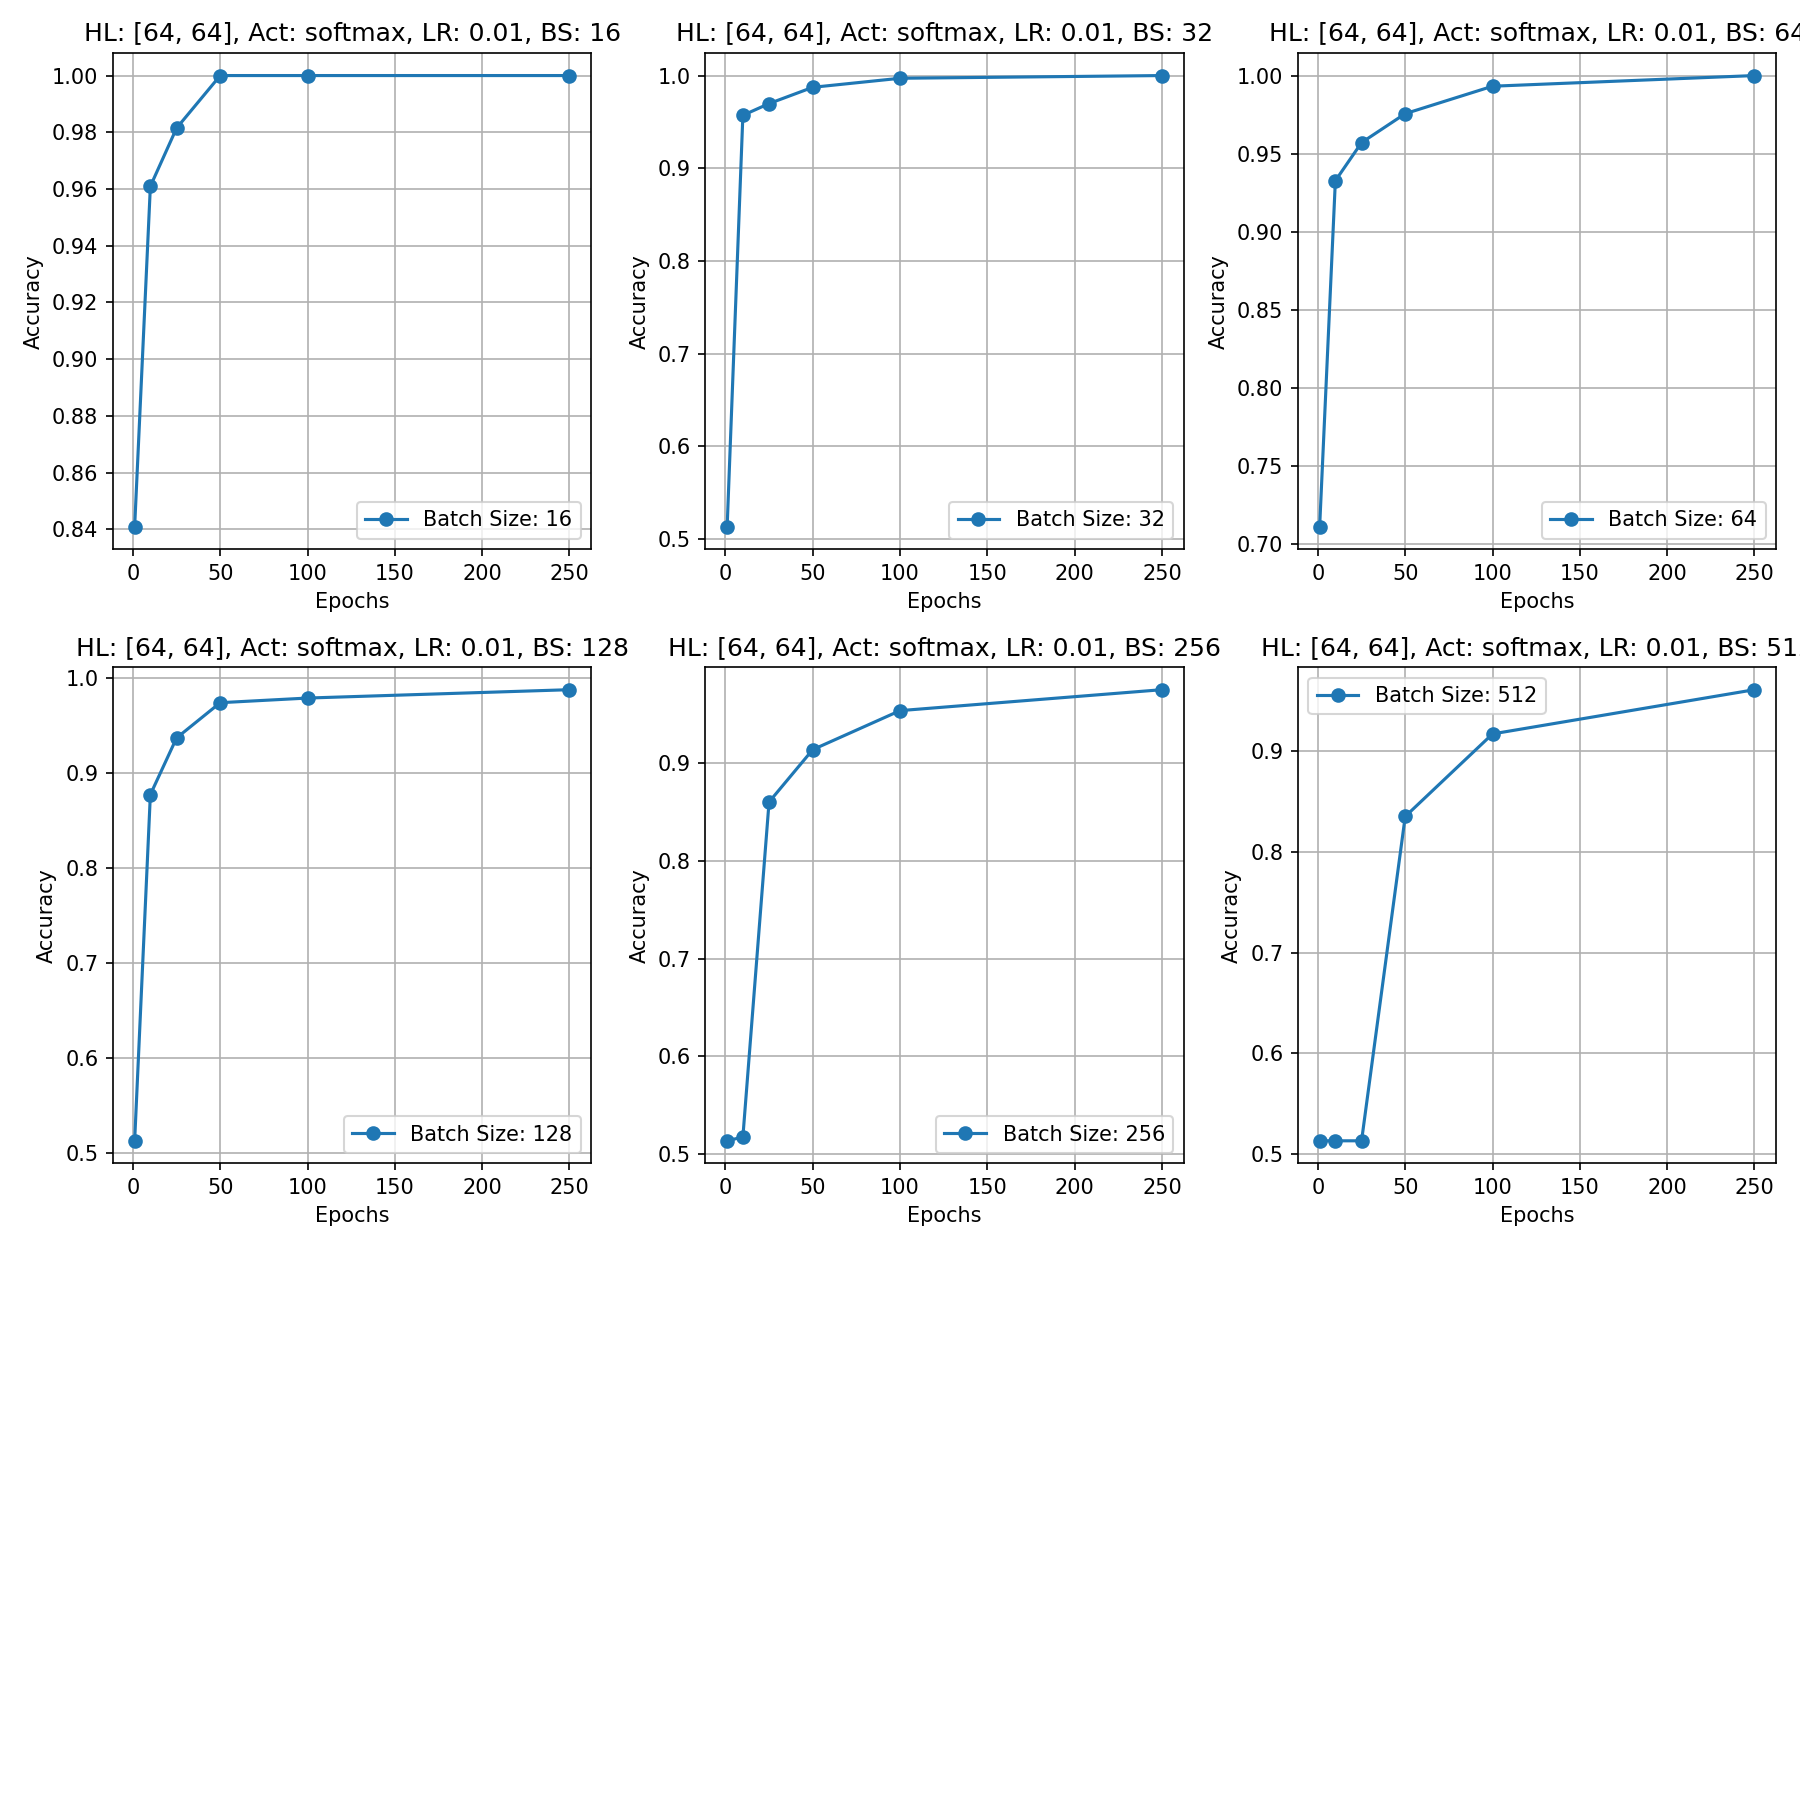 HL: [64, 64], Act: softmax, LR: 0.01, BS: 16
1.00
0.98
0.96
0.94
0.92
0.90
0.88
0.86
0.84
Accuracy
Batch Size: 16
0 50 100 150 200 250
Epochs
HL: [64, 64], Act: softmax, LR: 0.01, BS: 32
1.0
0.9
0.8
0.7
0.6
0.5
Accuracy
Batch Size: 32
0 50 100 150 200 250
Epochs
HL: [64, 64], Act: softmax, LR: 0.01, BS: 64
1.00
0.95
0.90
0.85
0.80
0.75
0.70
Accuracy
Batch Size: 64
0 50 100 150 200 250
Epochs
HL: [64, 64], Act: softmax, LR: 0.01, BS: 128
1.0
0.9
0.8
0.7
0.6
0.5
Accuracy
Batch Size: 128
0 50 100 150 200 250
Epochs
HL: [64, 64], Act: softmax, LR: 0.01, BS: 256
0.9
0.8
0.7
0.6
0.5
Accuracy
Batch Size: 256
0 50 100 150 200 250
Epochs
HL: [64, 64], Act: softmax, LR: 0.01, BS: 51
Batch Size: 512
0.9
0.8
0.7
0.6
0.5
Accuracy
0 50 100 150 200 250
Epochs